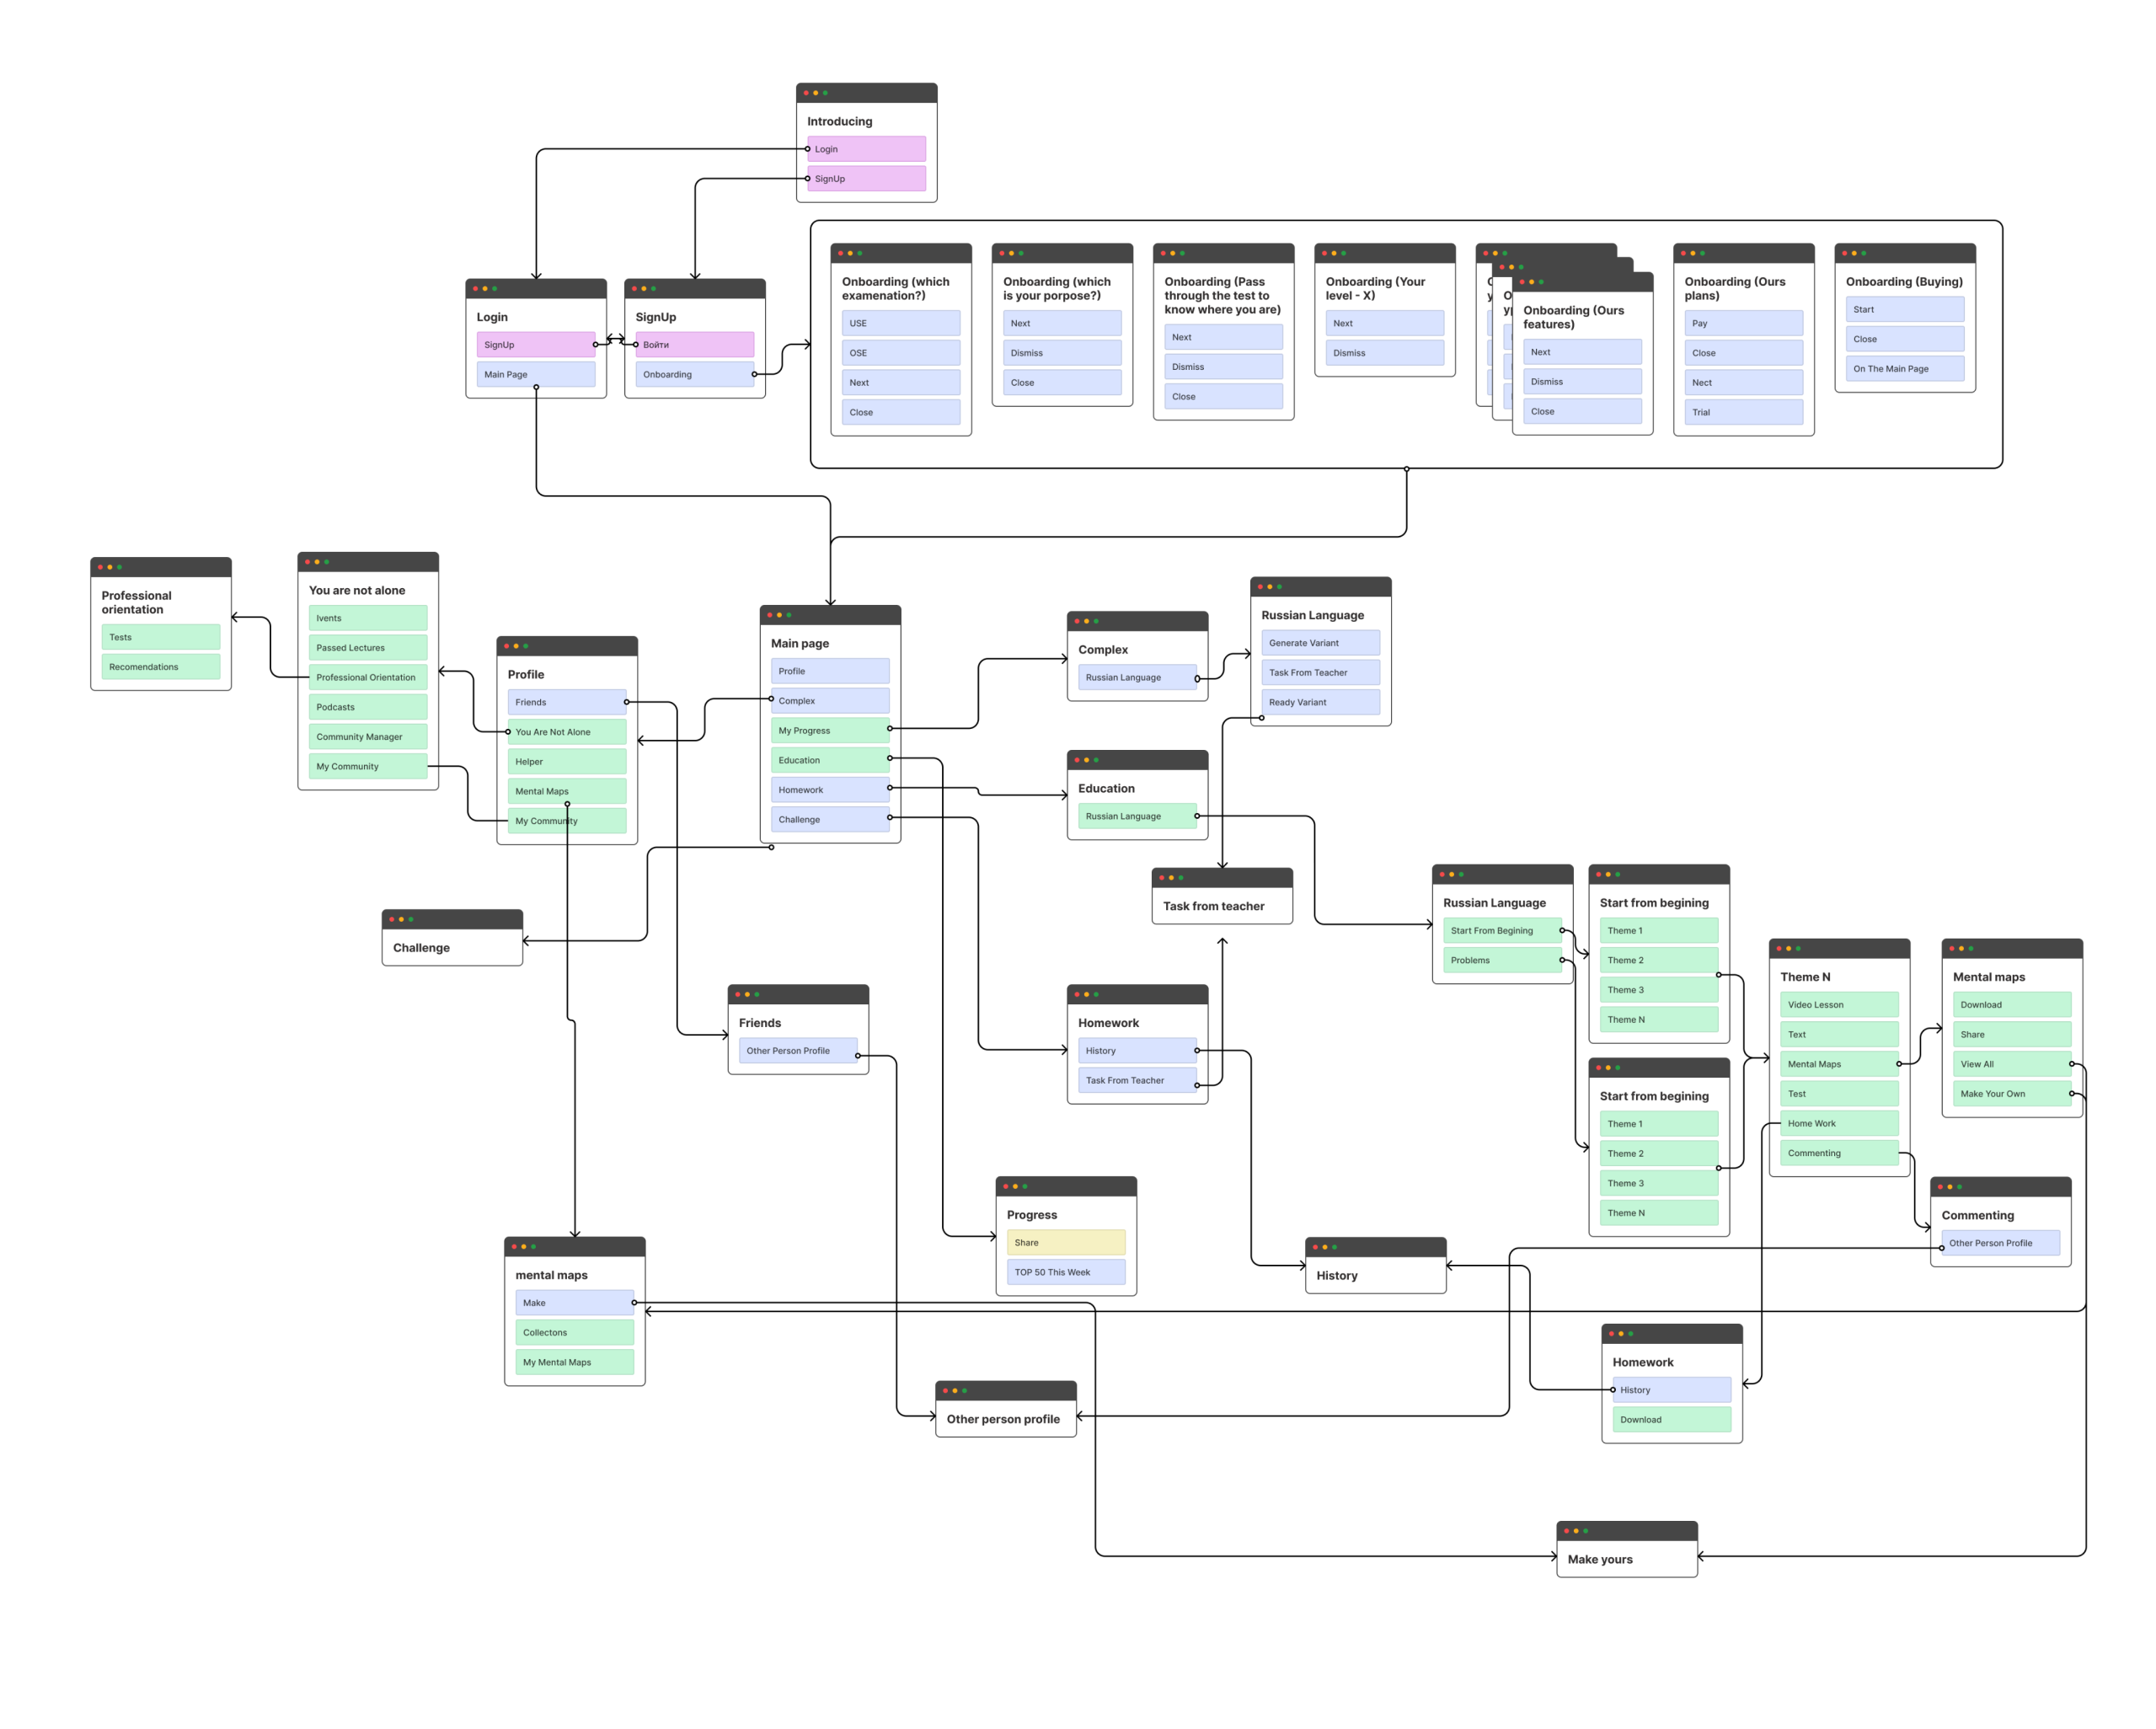 Introducing
Login
SignUp
Login
SignUp
Main Page
SignUp
Войти
Onboarding
Onboarding (which
examenation?)
USE
OSE
Next
Close
Onboarding (which
is your porpose?)
Next
Dismiss
Close
Onboarding (Pass
through the test to
know where you are)
Next
Dismiss
Close
Onboarding (Your
level - X)
Next
Dismiss
Onboarding (Ours
features)
Next
Dismiss
Close
Onboarding (Ours
plans)
Pay
Close
Nect
Trial
Onboarding (Buying)
Start
Close
On The Main Page
Professional
orientation
Tests
Recomendations
You are not alone
Ivents
Passed Lectures
Professional Orientation
Podcasts
Community Manager
My Community
Profile
Friends
You Are Not Alone
Helper
Mental Maps
My Community
Main page
Profile
Complex
My Progress
Education
Homework
Challenge
Complex
Russian Language
Russian Language
Generate Variant
Task From Teacher
Ready Variant
Education
Russian Language
Task from teacher
Challenge
Friends
Other Person Profile
Homework
History
Task From Teacher
Russian Language
Start From Begining
Problems
Start from begining
Theme 1
Theme 2
Theme 3
Theme N
Start from begining
Theme 1
Theme 2
Theme 3
Theme N
Theme N
Video Lesson
Text
Mental Maps
Test
Home Work
Commenting
Mental maps
Download
Share
View All
Make Your Own
Commenting
Other Person Profile
Progress
Share
TOP 50 This Week
History
mental maps
Make
Collectons
My Mental Maps
Homework
History
Download
Other person profile
Make yours